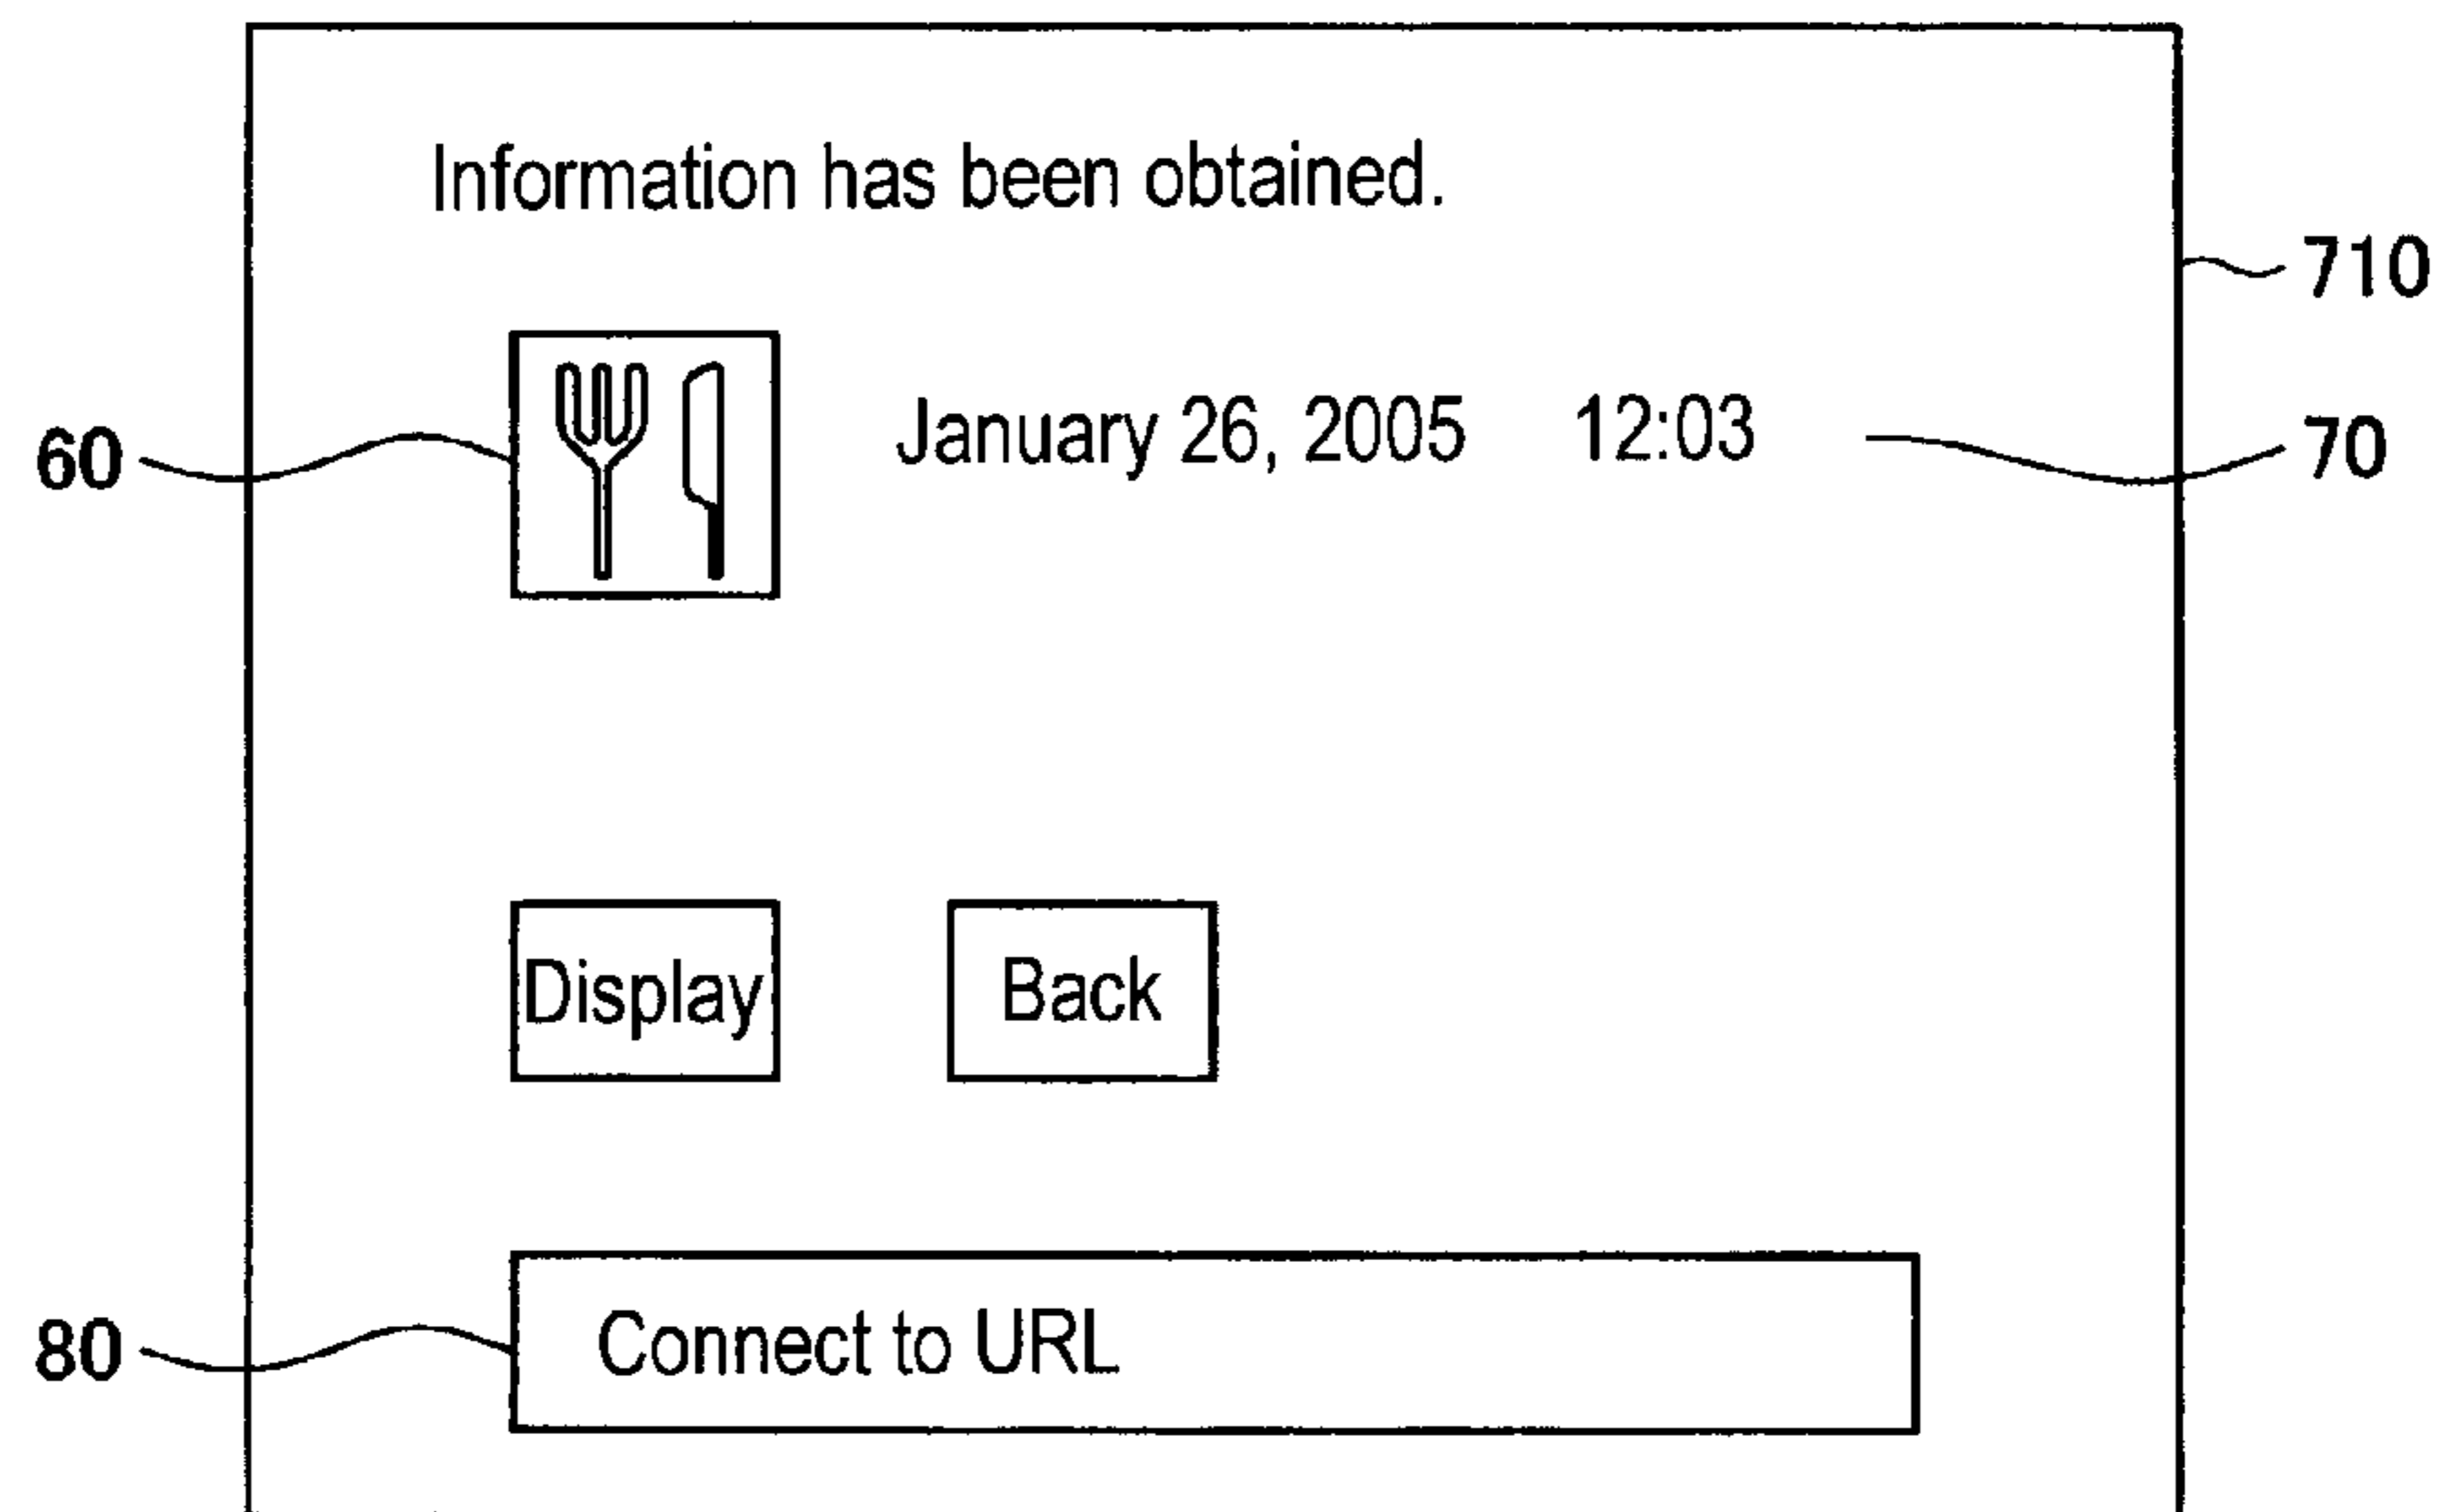 Information has been obtained.
710
60
January 26, 2005 12:03
70
Display
Back
80
Connect to URL